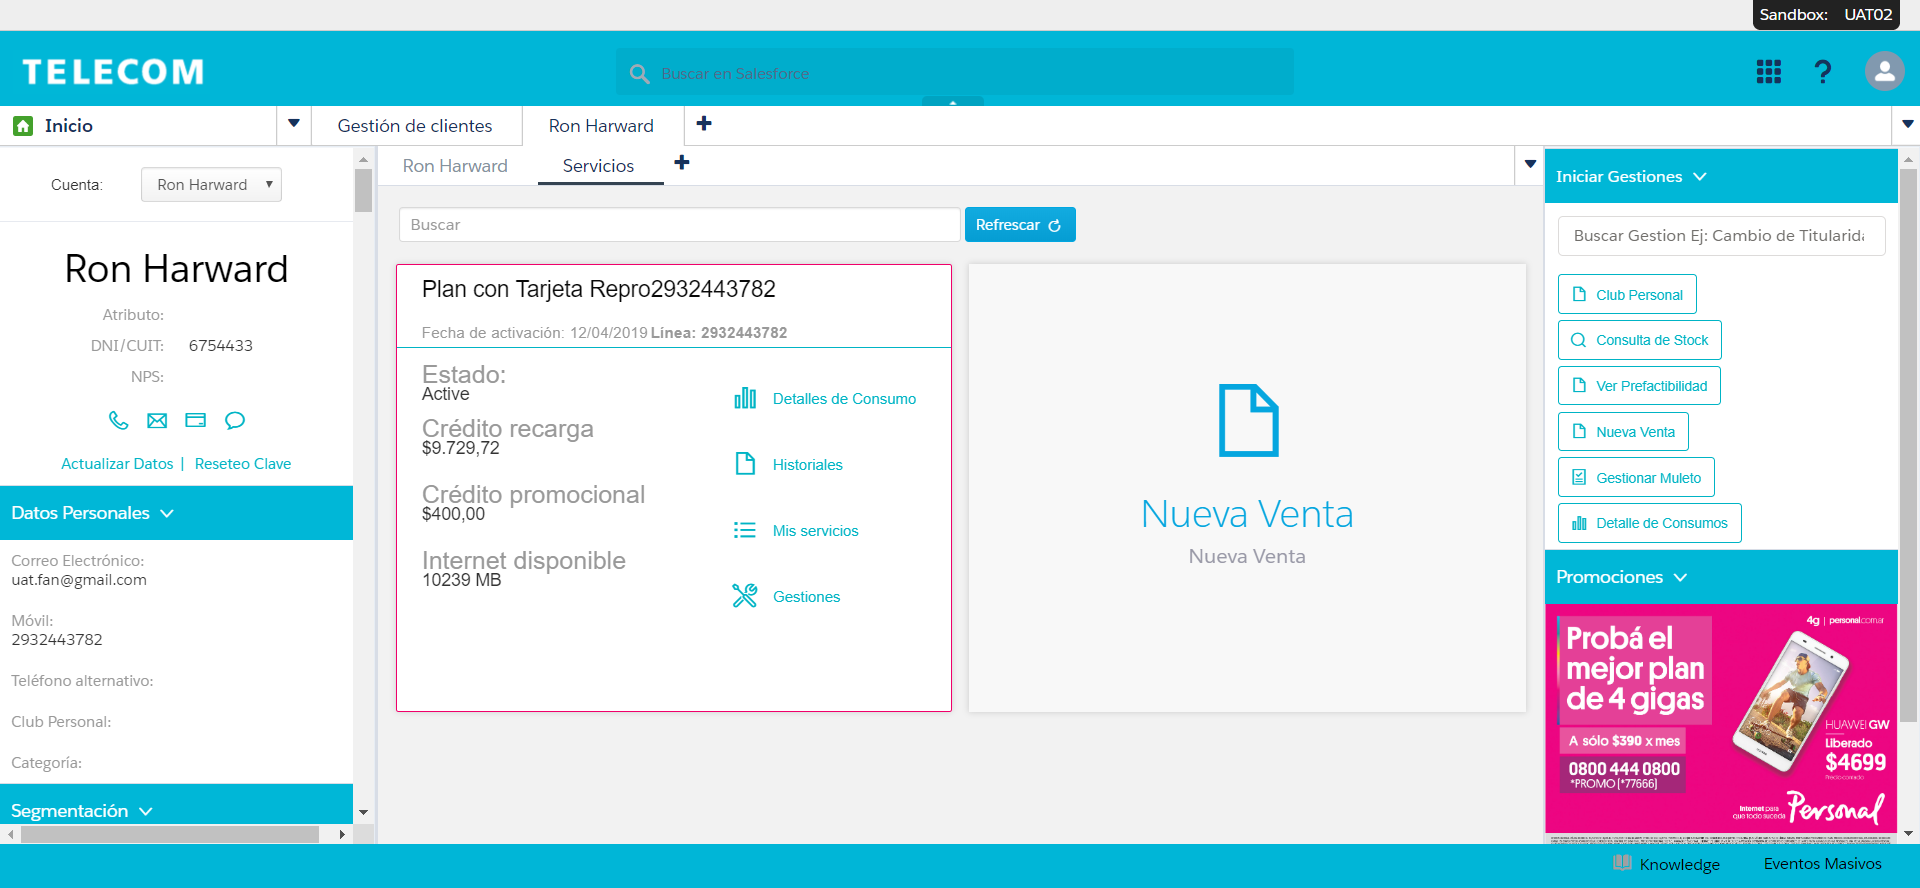 Sandbox: UAT02
TELECOM
Buscar en Salesforce
?
Inicio
Gestión de clientes
Ron Harward
Ron Harward
Servicios
Cuenta:
Ron Harward
Ron Harward
Atributo:
DNI/CUIT: 6754433
NPS:
Actualizar Datos | Reseteo Clave
Datos Personales
Correo Electrónico:
uat.fan@gmail.com
Móvil:
2932443782
Teléfono alternativo:
Club Personal:
Categoría:
Segmentación
Buscar
Refrescar
Plan con Tarjeta Repro2932443782
Fecha de activación: 12/04/2019 Línea: 2932443782
Estado:
Active
Crédito recarga
$9.729,72
Crédito promocional
$400,00
Internet disponible
10239 MB
Detalles de Consumo
Historiales
Mis servicios
Gestiones
Nueva Venta
Nueva Venta
Iniciar Gestiones
Buscar Gestion Ej: Cambio de Titularida
Club Personal
Consulta de Stock
Ver Prefactibilidad
Nueva Venta
Gestionar Muleto
Detalle de Consumos
Promociones
4g | personal.com.ar
Probá el
mejor plan
de 4 gigas
A sólo $390 x mes
0800 444 0800
*PROMO (*77666)
HUAWEI GW
Liberado
$4699
Precio contado
Internet para
que todo suceda
Personal
Knowledge
Eventos Masivos